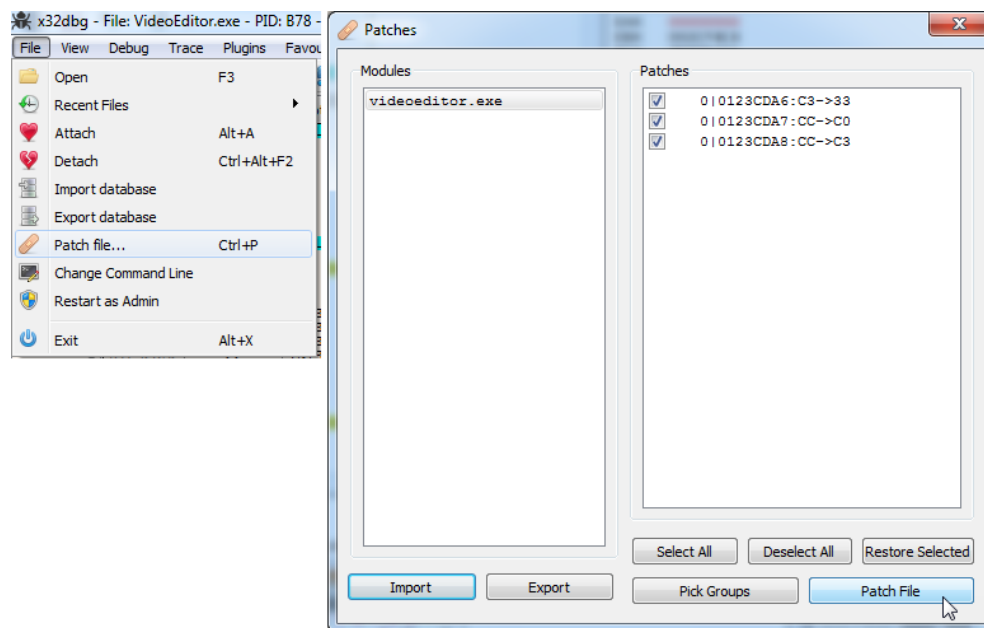 x32dbg - File: VideoEditor.exe - PID: B78 -
File View Debug Trace Plugins Favou
Open F3
Recent Files
Attach Alt+A
Detach Ctrl+Alt+F2
Import database
Export database
Patch file... Ctrl+P
Change Command Line
Restart as Admin
Exit Alt+X
Patches
Modules
videoeditor.exe
Patches
0|0123CDA6:C3->33
0|0123CDA7:CC->C0
0|0123CDA8:CC->C3
Select All Deselect All Restore Selected
Import Export Pick Groups Patch File